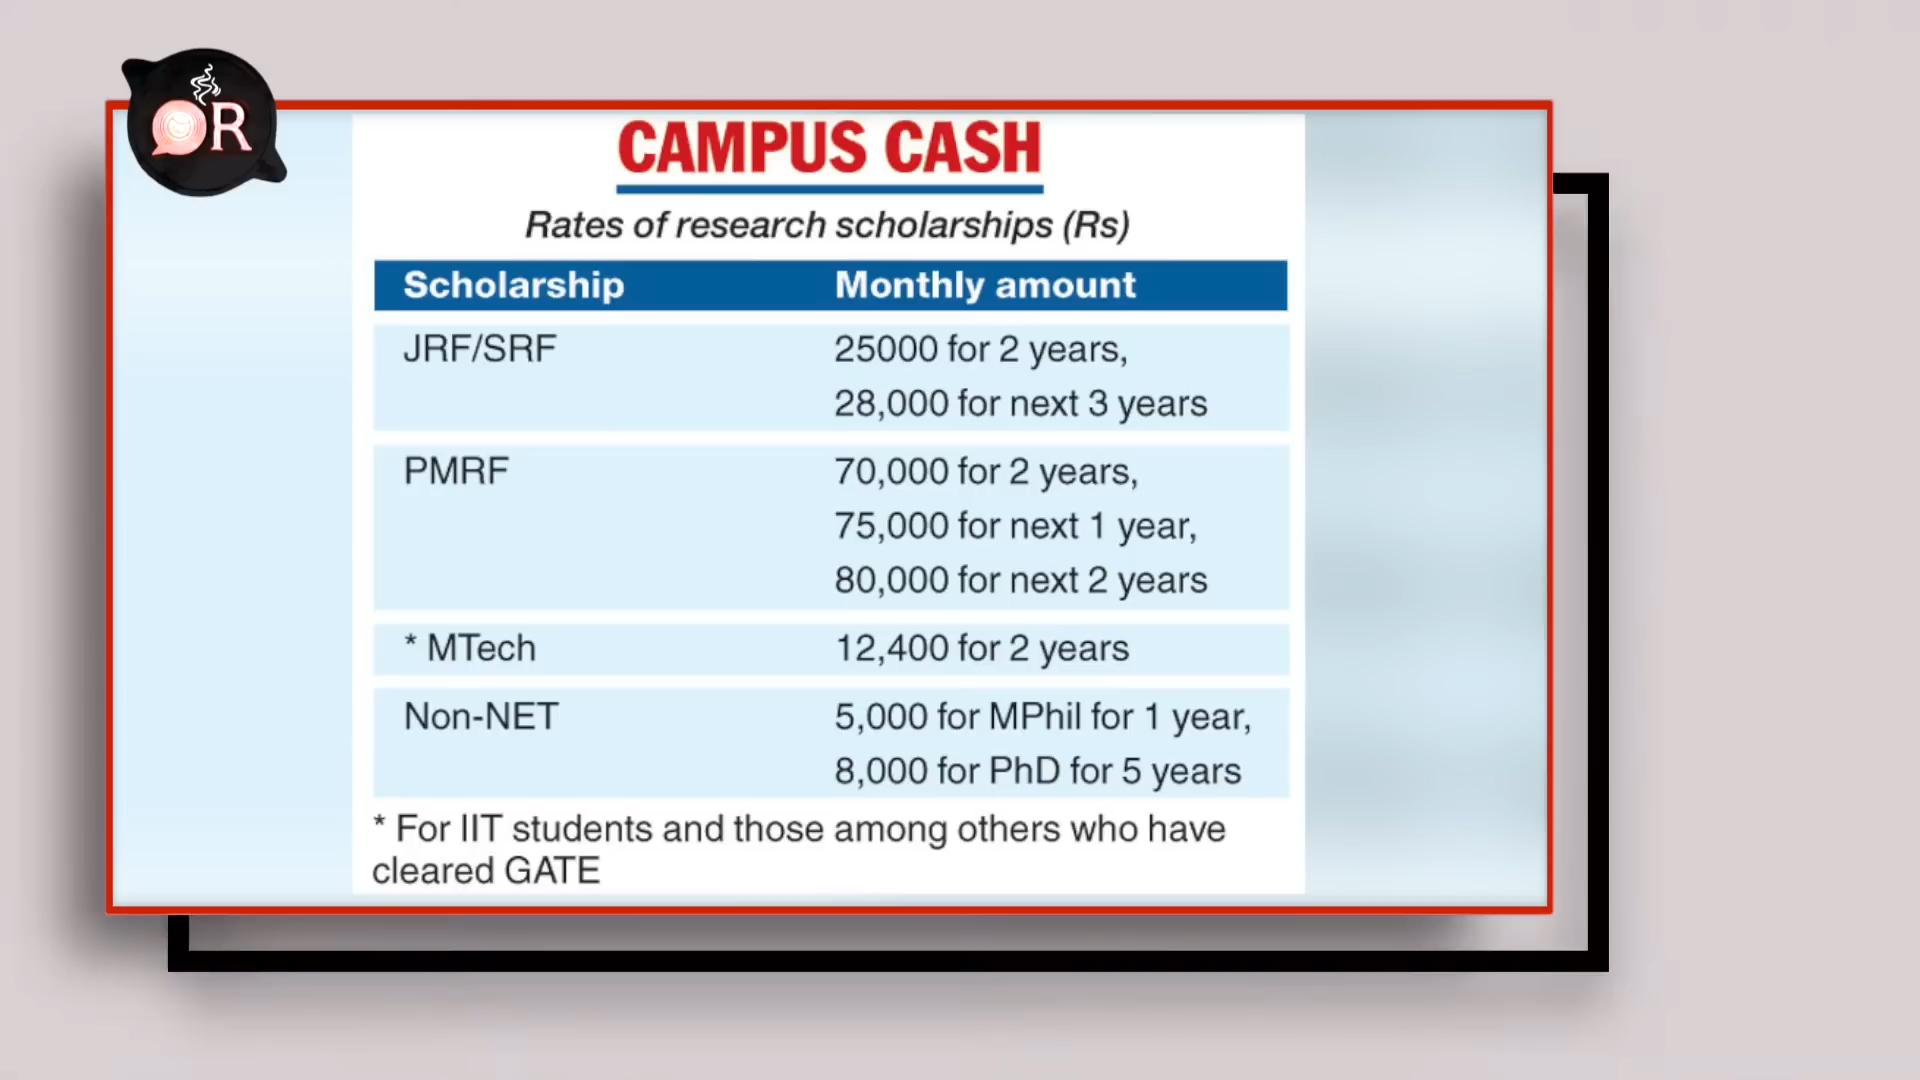 OR
CAMPUS CASH
Rates of research scholarships (Rs)
Scholarship Monthly amount
JRF/SRF 25000 for 2 years,
28,000 for next 3 years
PMRF 70,000 for 2 years,
75,000 for next 1 year,
80,000 for next 2 years
* MTech 12,400 for 2 years
Non-NET 5,000 for MPhil for 1 year,
8,000 for PhD for 5 years
* For IIT students and those among others who have
cleared GATE